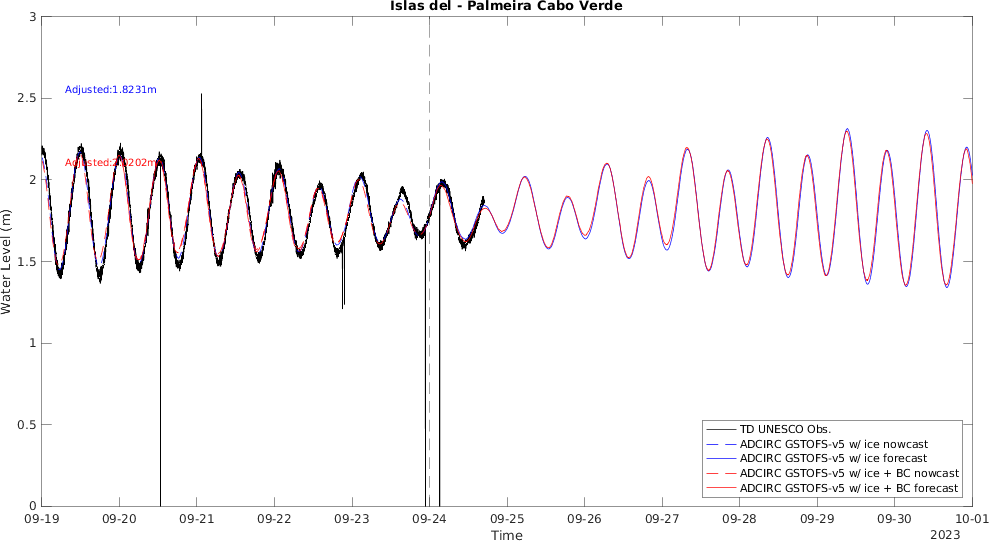 Islas del - Palmeira Cabo Verde
3
2.5
2
1.5
1
0.5
0
Water Level (m)
Adjusted:1.8231m
Adjusted:2.0202m
TD UNESCO Obs.
ADCIRC GSTOFS-v5 w/ ice nowcast
ADCIRC GSTOFS-v5 w/ ice forecast
ADCIRC GSTOFS-v5 w/ ice + BC nowcast
ADCIRC GSTOFS-v5 w/ ice + BC forecast
09-19 09-20 09-21 09-22 09-23 09-24 09-25 09-26 09-27 09-28 09-29 09-30 10-01
Time
2023